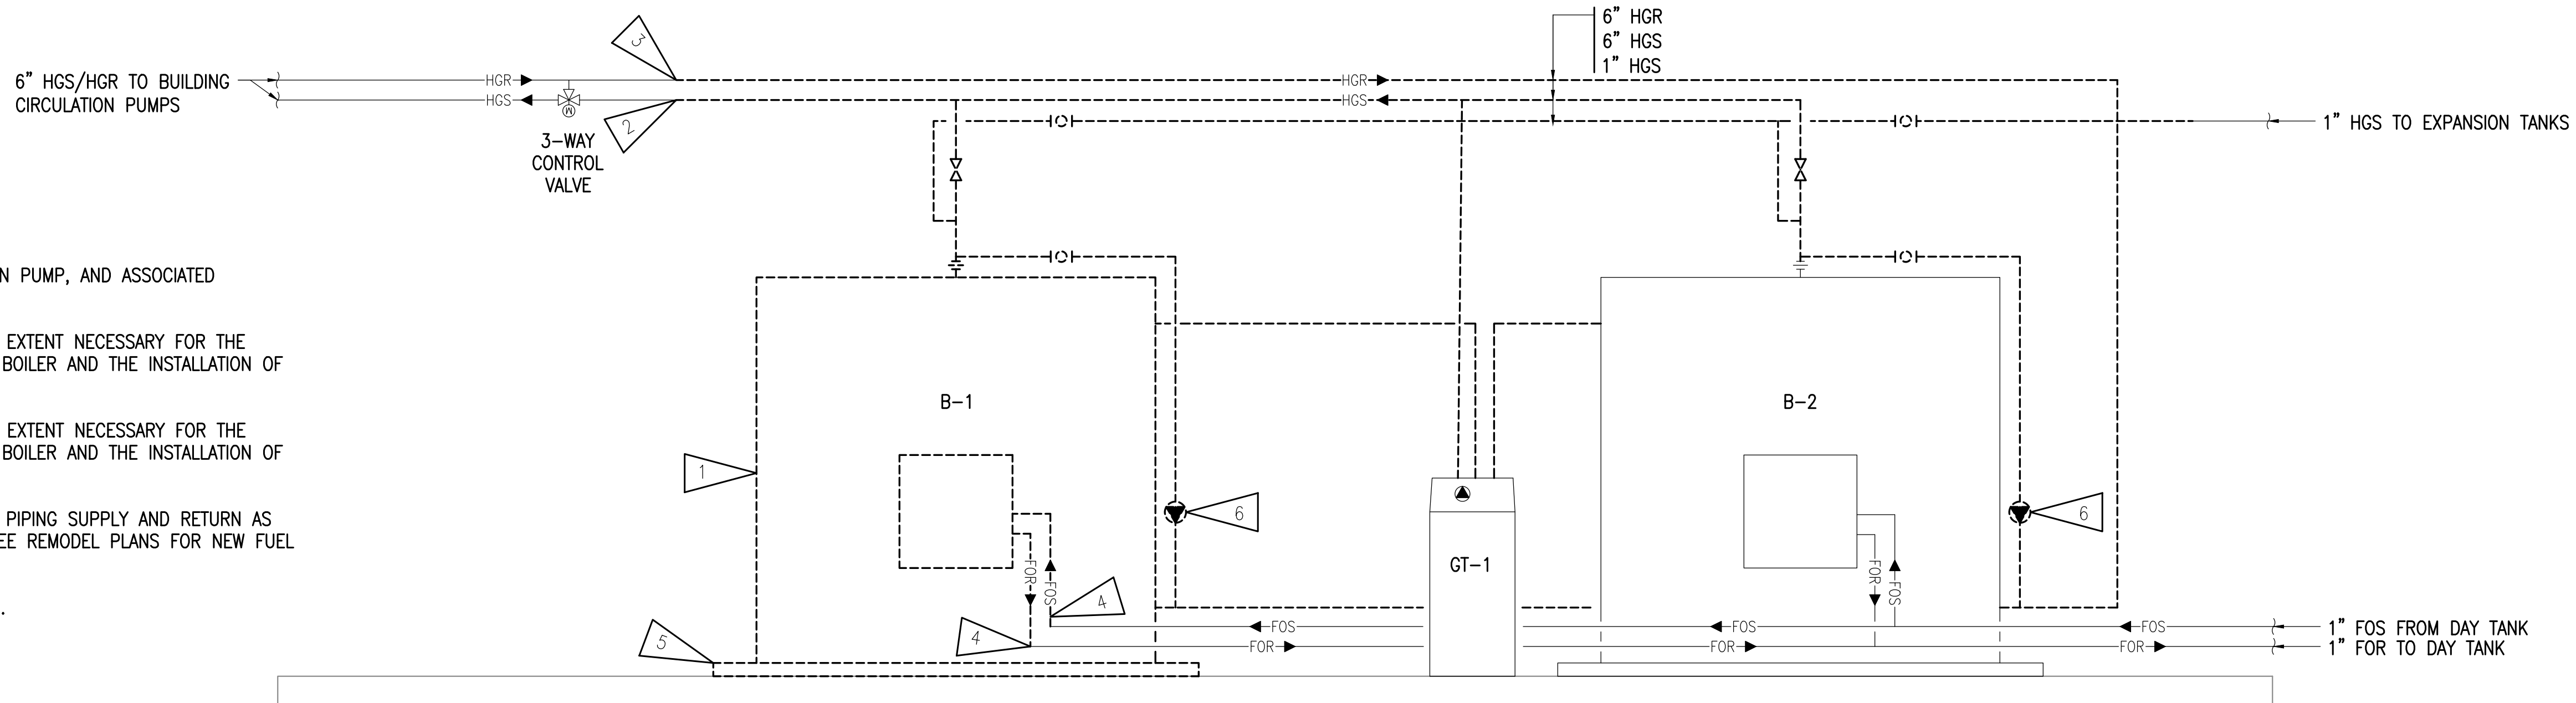 6" HGR
6" HGS
1" HGS
6" HGS/HGR TO BUILDING
CIRCULATION PUMPS
HGR
HGS
3
2
HGR
HGS
M
3-WAY
CONTROL
VALVE
1" HGS TO EXPANSION TANKS
N PUMP, AND ASSOCIATED
EXTENT NECESSARY FOR THE
BOILER AND THE INSTALLATION OF
EXTENT NECESSARY FOR THE
BOILER AND THE INSTALLATION OF
PIPING SUPPLY AND RETURN AS
EE REMODEL PLANS FOR NEW FUEL
.
B-1
B-2
1
6
6
GT-1
FOR
FOS
FOR
FOS
4
4
5
FOS
FOS
FOS
FOR
FOR
FOR
1" FOS FROM DAY TANK
1" FOR TO DAY TANK